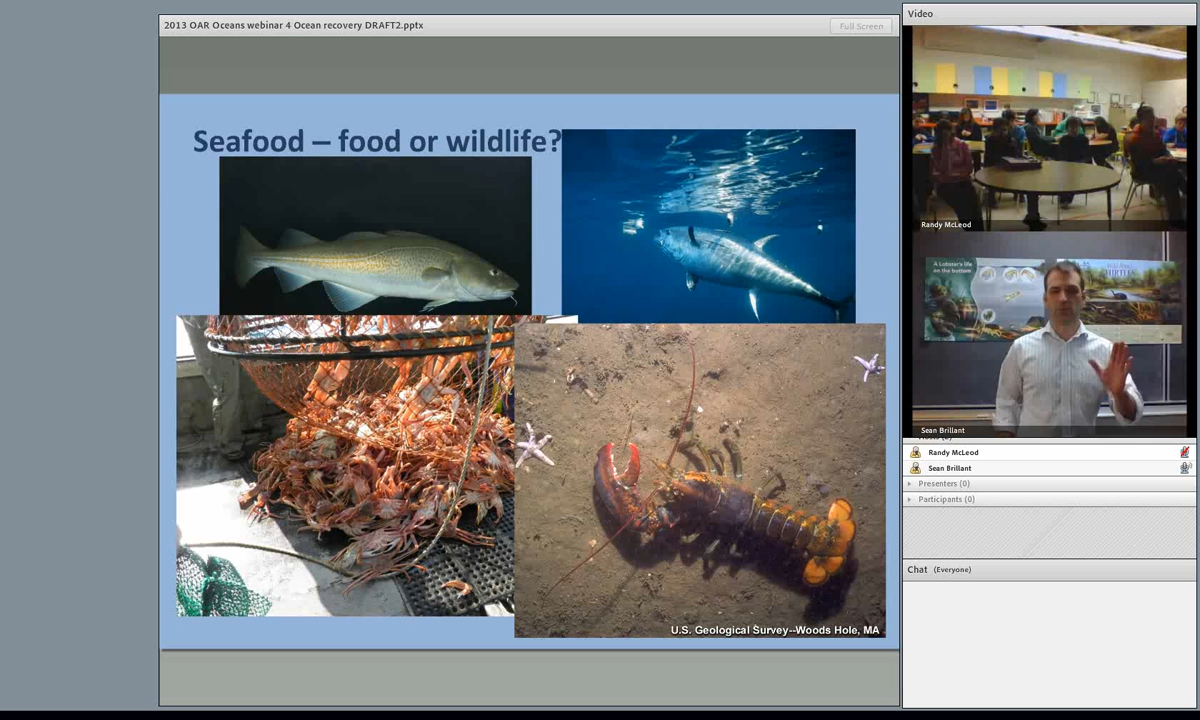 2013 OAR Oceans webinar 4 Ocean recovery DRAFT2.pptx
Full Screen
Seafood – food or wildlife?
U.S. Geological Survey--Woods Hole, MA
Video
Randy McLeod
A Lobster's life
on the bottom
TURTLES
Sean Brillant
Randy McLeod
Sean Brillant
Presenters (0)
Participants (0)
Chat (Everyone)